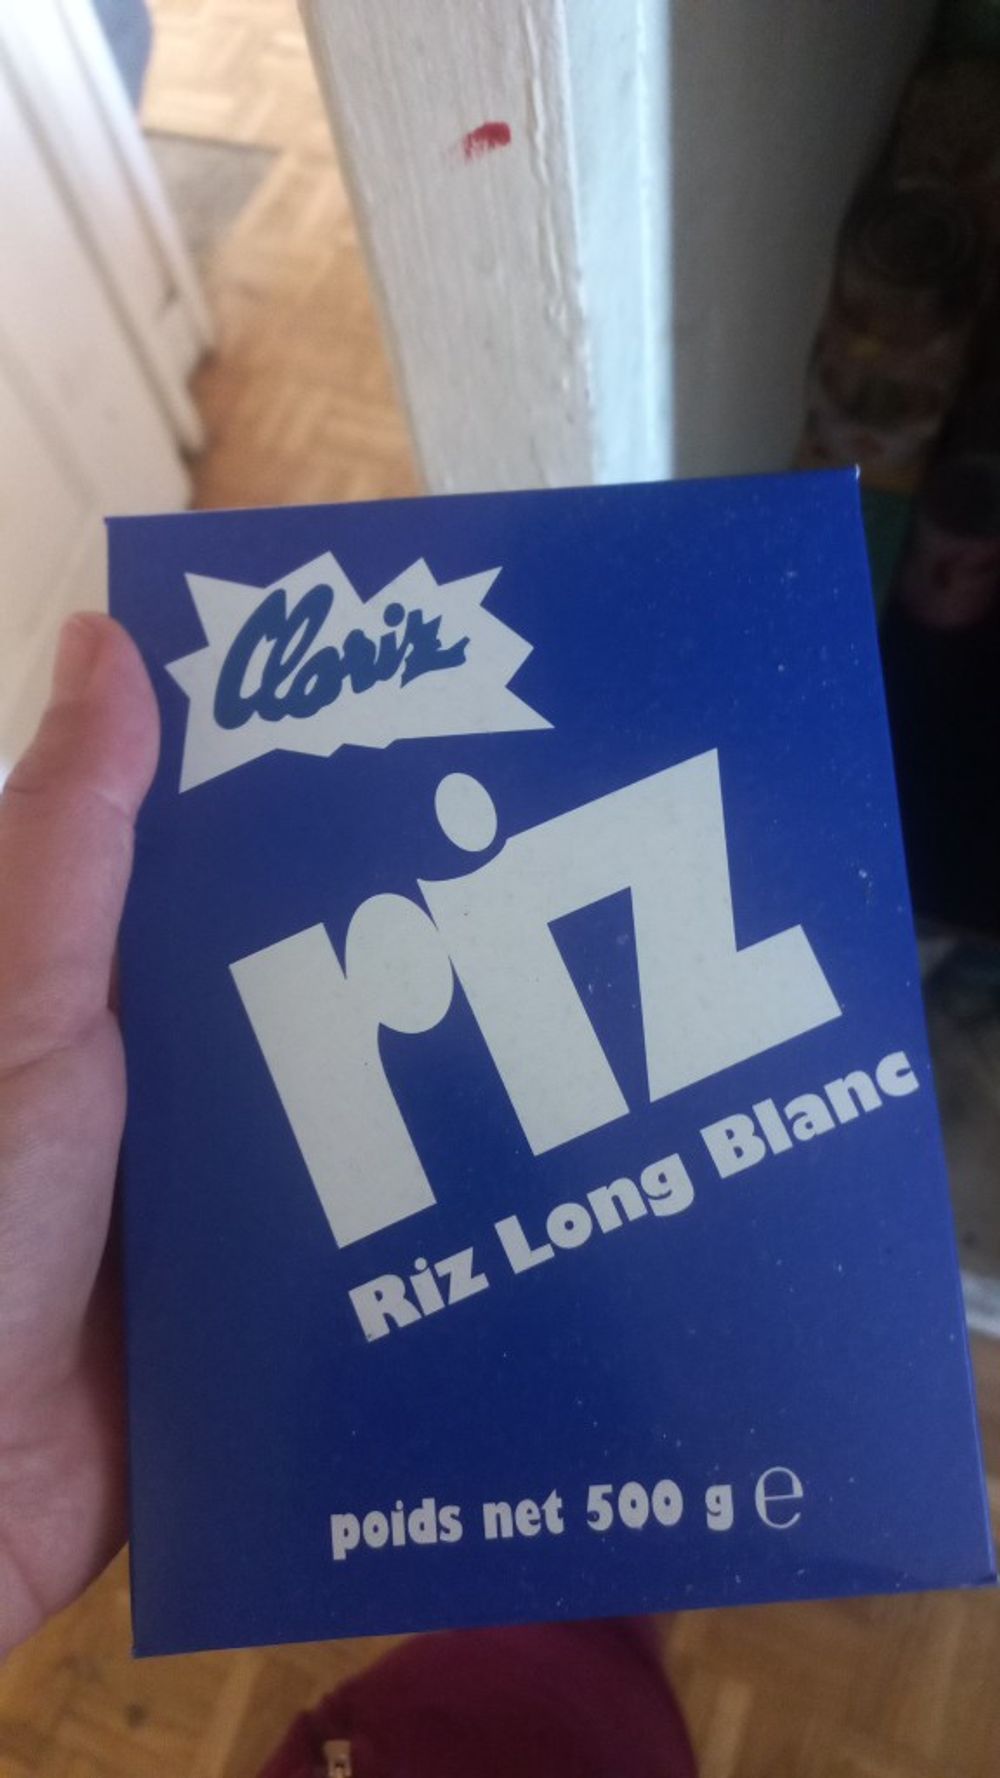 Cloriz
riz
Riz Long Blanc
poids net 500 g e